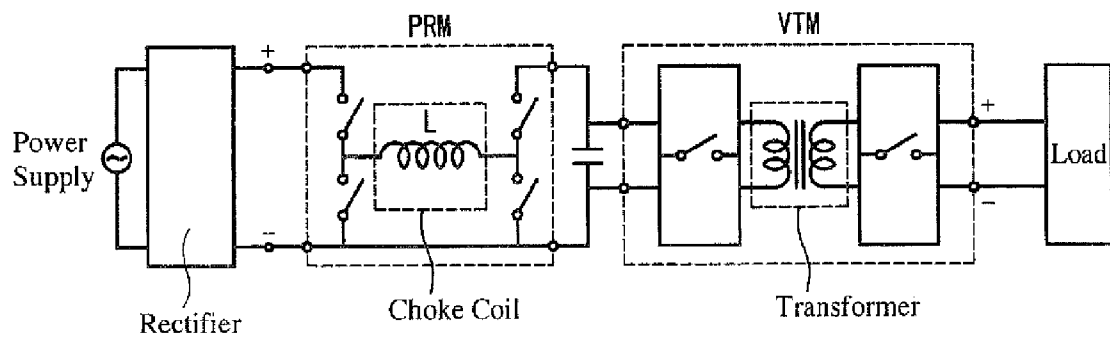 PRM
VTM
+
+
L
Power
Supply
Load
−
−
Rectifier
Choke Coil
Transformer